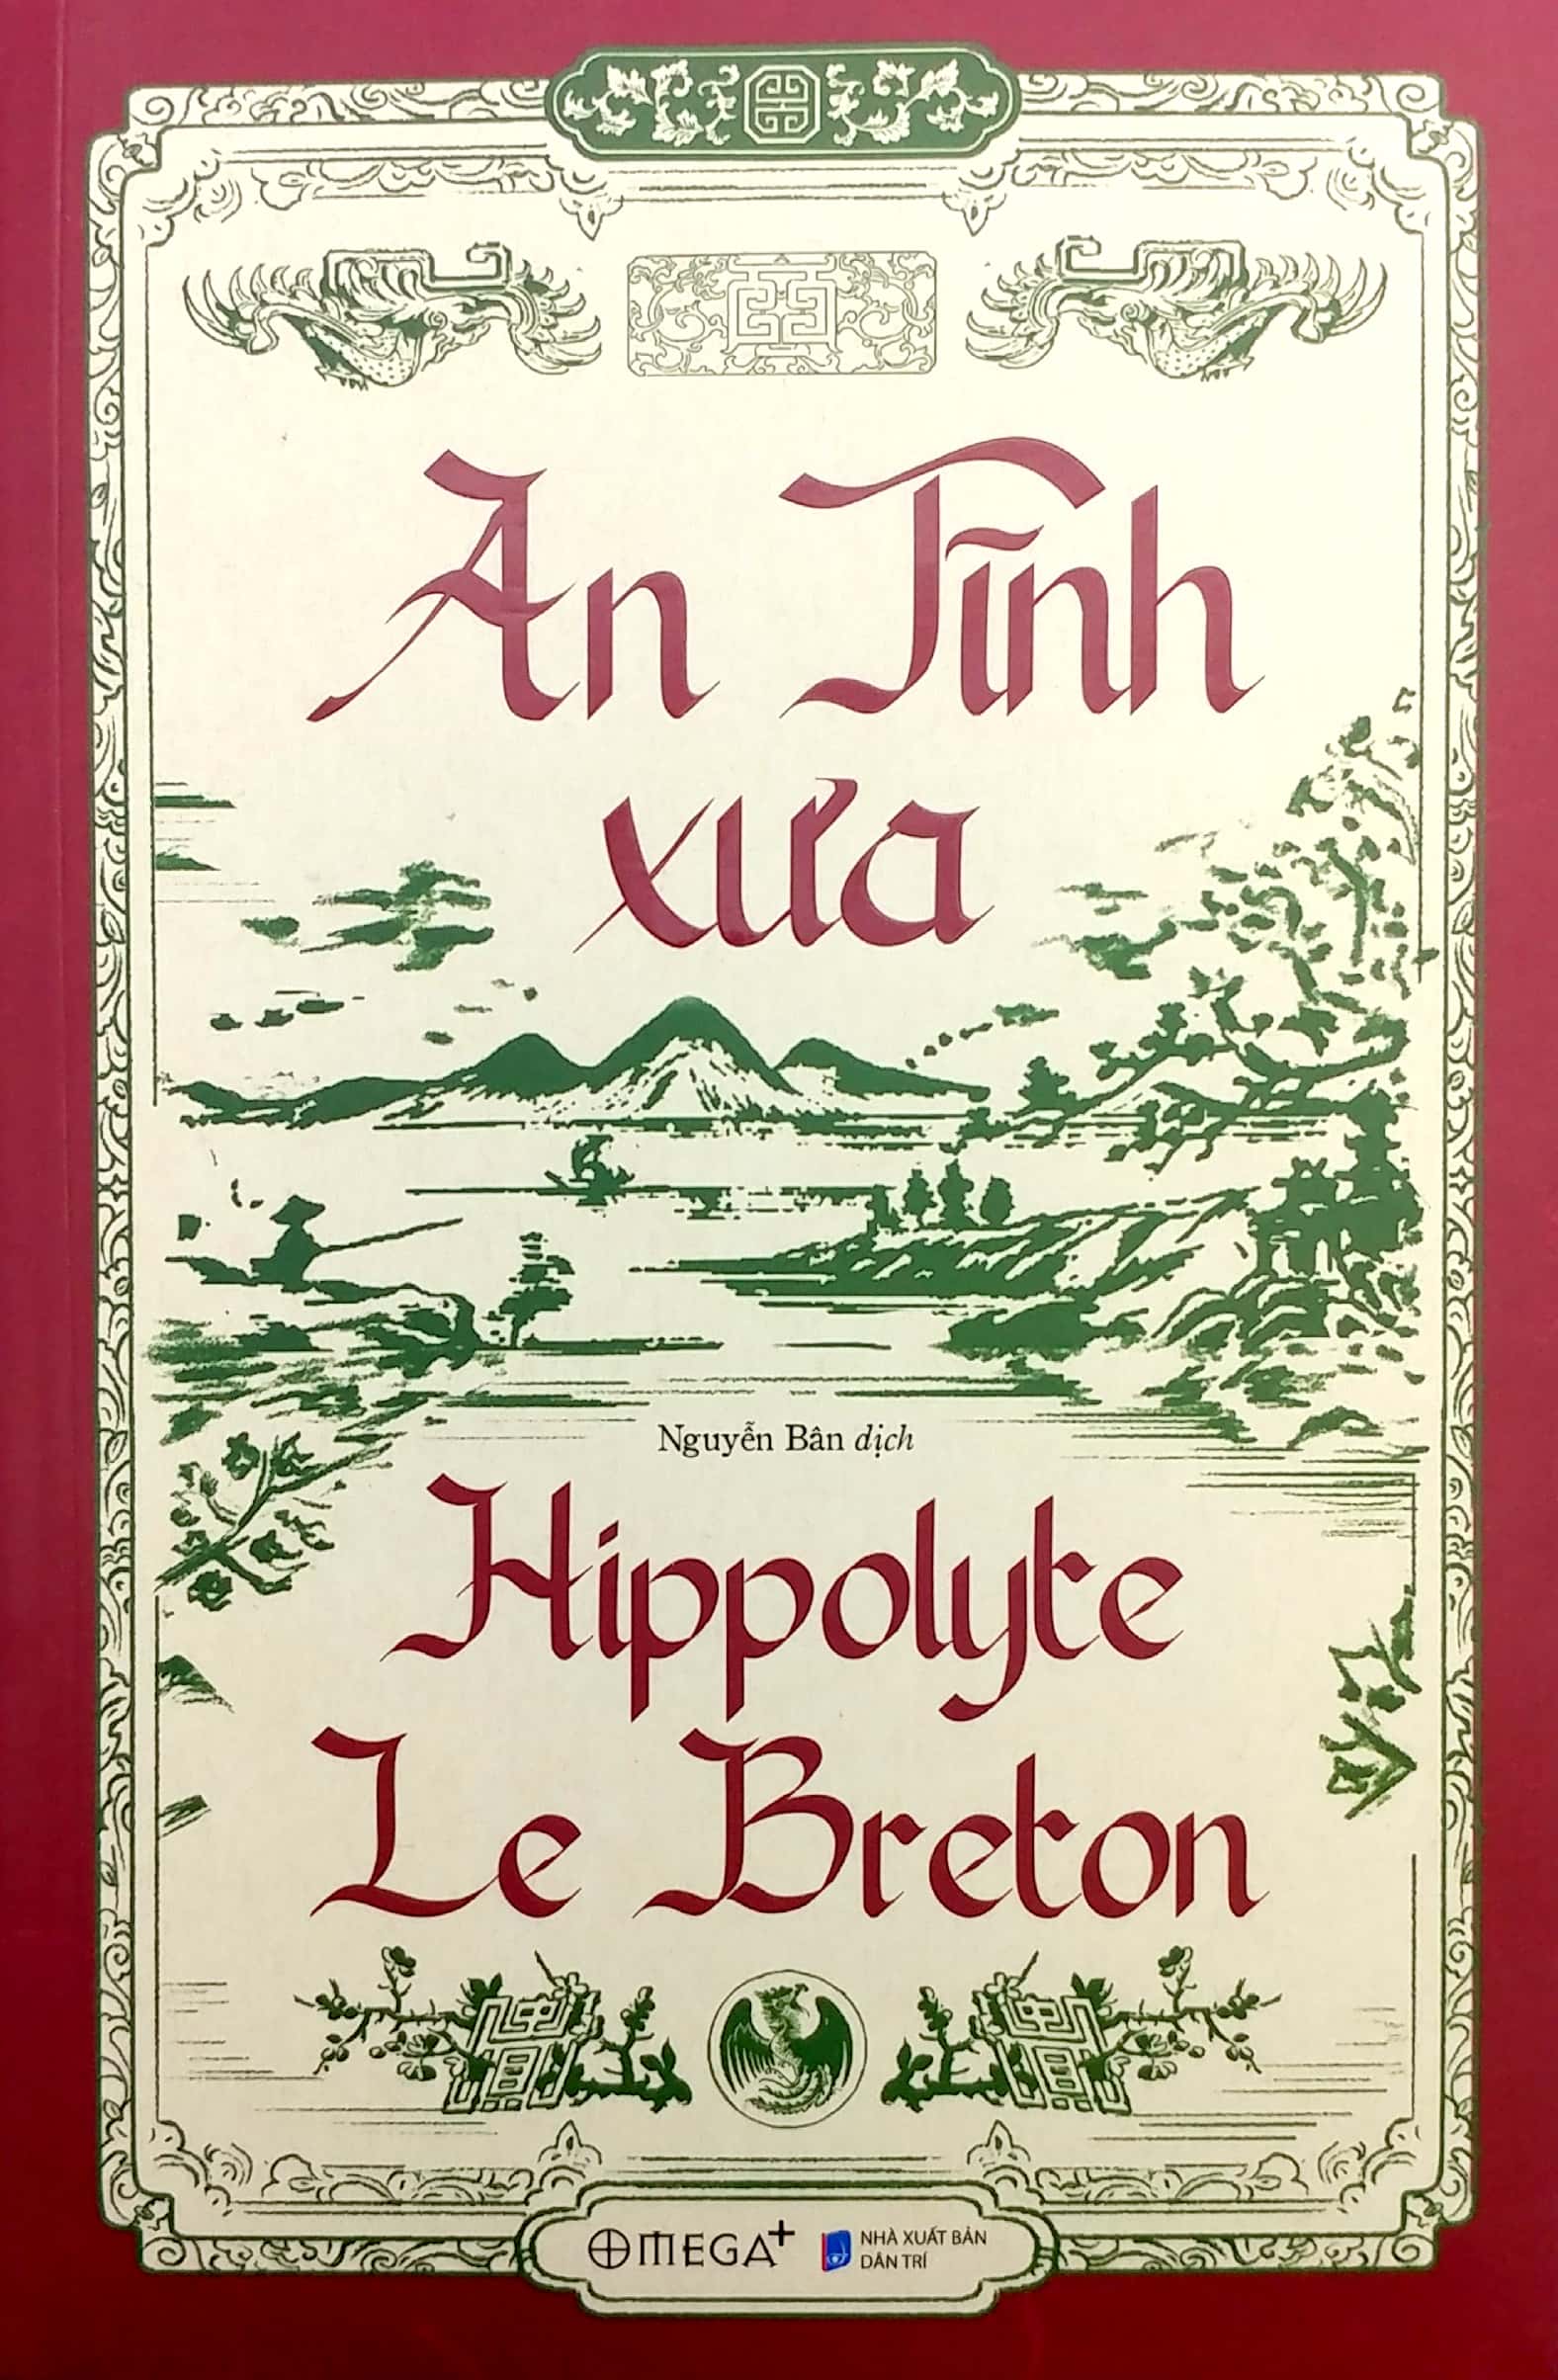 An Tĩnh
xưa
Nguyễn Bân dịch
Hippolyte
Le Breton
OMEGA+
NHÀ XUẤT BẢN
DÂN TRÍ